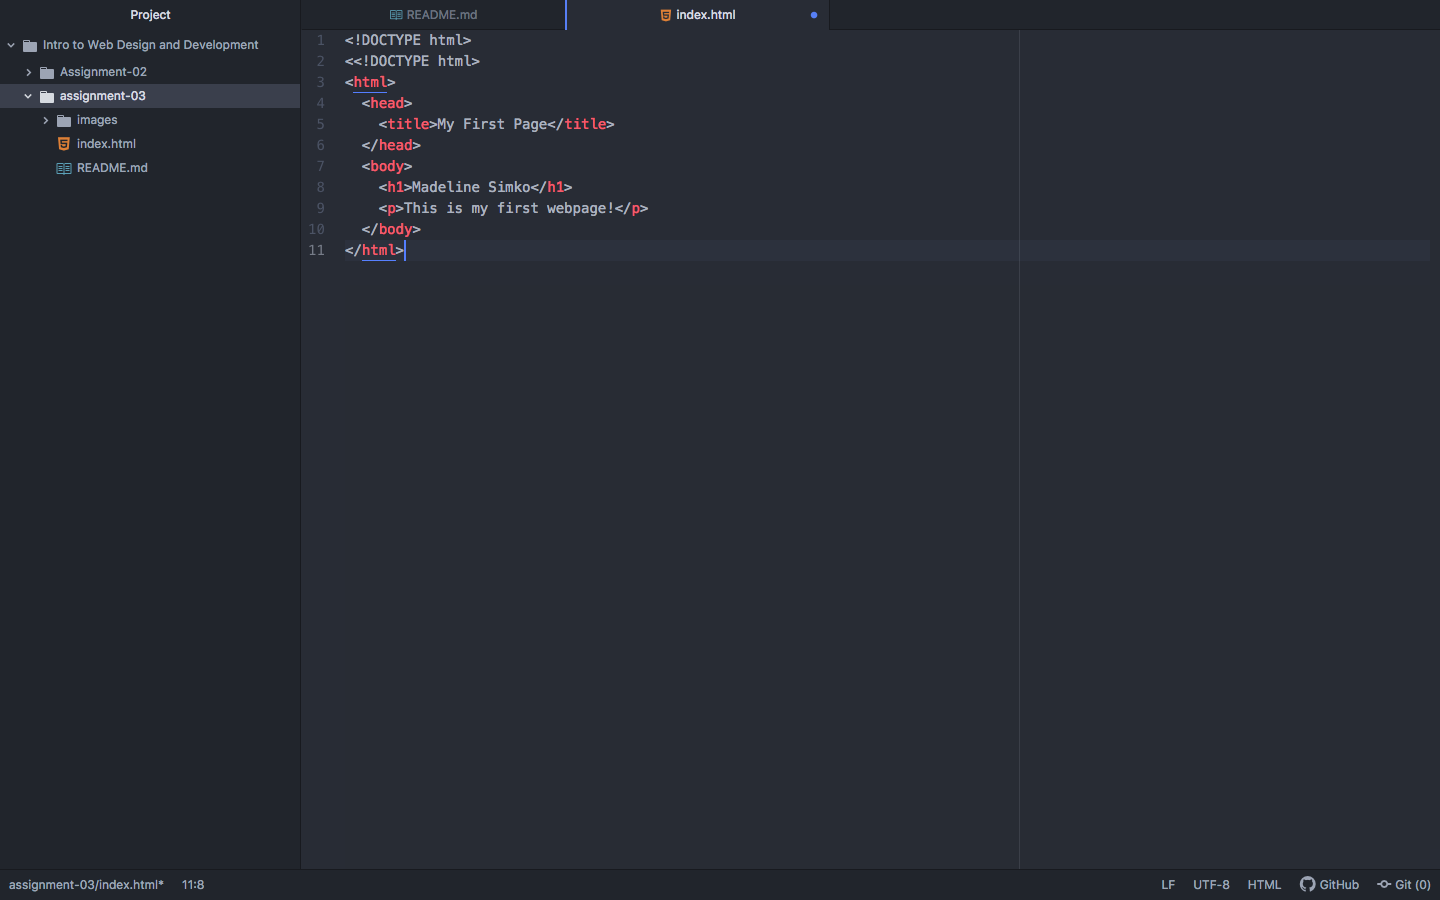 Project
Intro to Web Design and Development
Assignment-02
assignment-03
images
index.html
README.md
README.md
index.html
1 <!DOCTYPE html>
2 <<!DOCTYPE html>
3 <html>
4 <head>
5 <title>My First Page</title>
6 </head>
7 <body>
8 <h1>Madeline Simko</h1>
9 <p>This is my first webpage!</p>
10 </body>
11 </html>
assignment-03/index.html* 11:8 LF UTF-8 HTML GitHub Git (0)